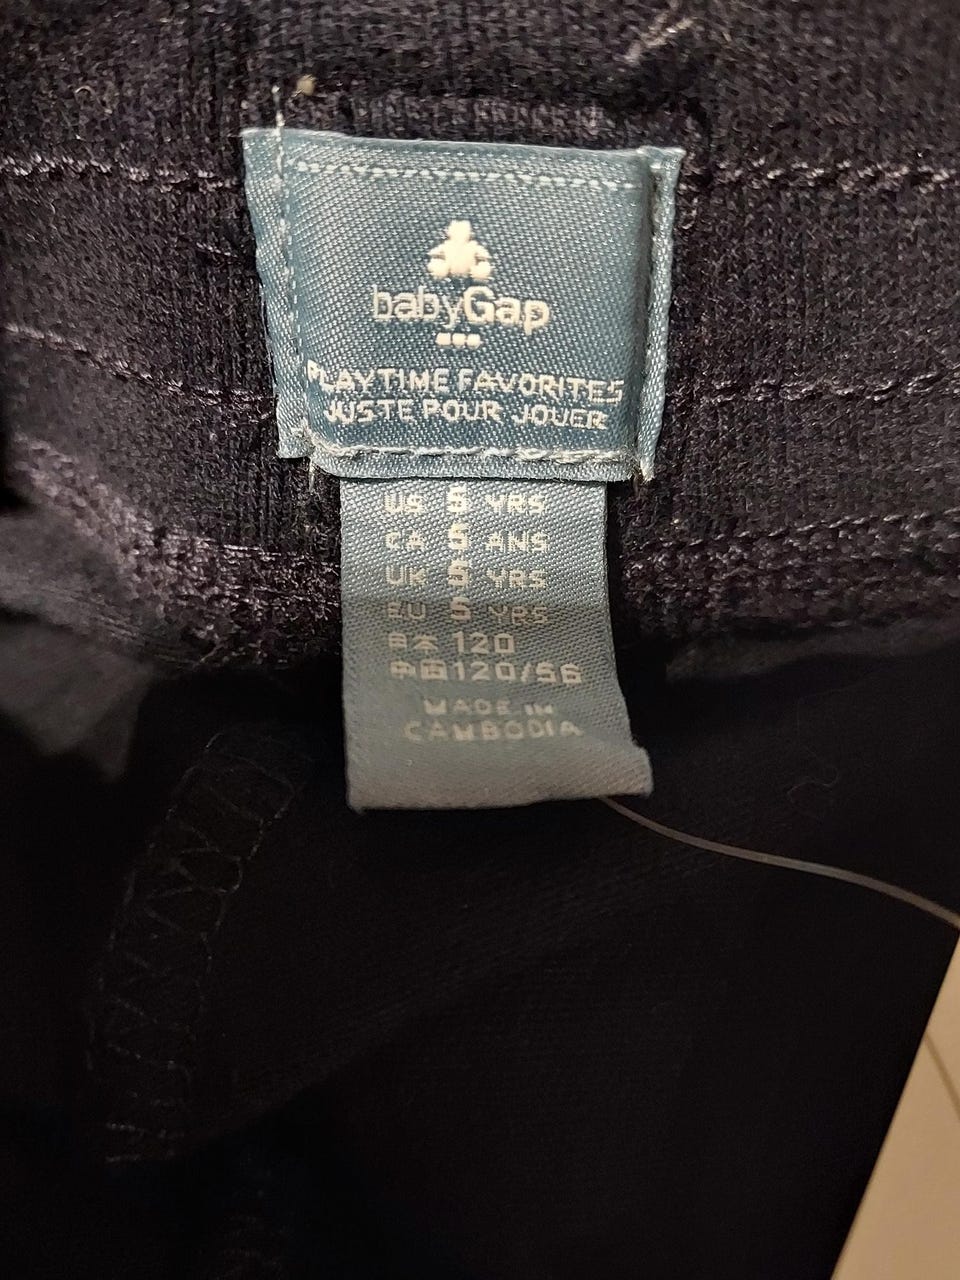 babyGap
PLAYTIME FAVORITES
JUSTE POUR JOUER
US 5 YRS
CA 5 ANS
UK 5 YRS
EU 5 YRS
日本 120
中国 120/56
MADE IN
CAMBODIA